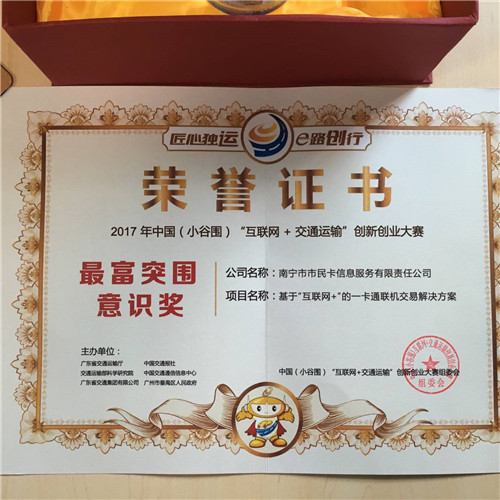 匠心独运 e路创行
荣誉证书
2017 年中国(小谷围)“互联网 + 交通运输”创新创业大赛
最富突围
意识奖
公司名称：南宁市市民卡信息服务有限责任公司
项目名称：基于“互联网+”的一卡通联机交易解决方案
主办单位：
广东省交通运输厅 中国交通报社
交通运输部科学研究院 中国交通通信信息中心
广东省交通集团有限公司 广州市番禺区人民政府
中国（小谷围）“互联网+交通运输”创新创业大赛组委会
组委会